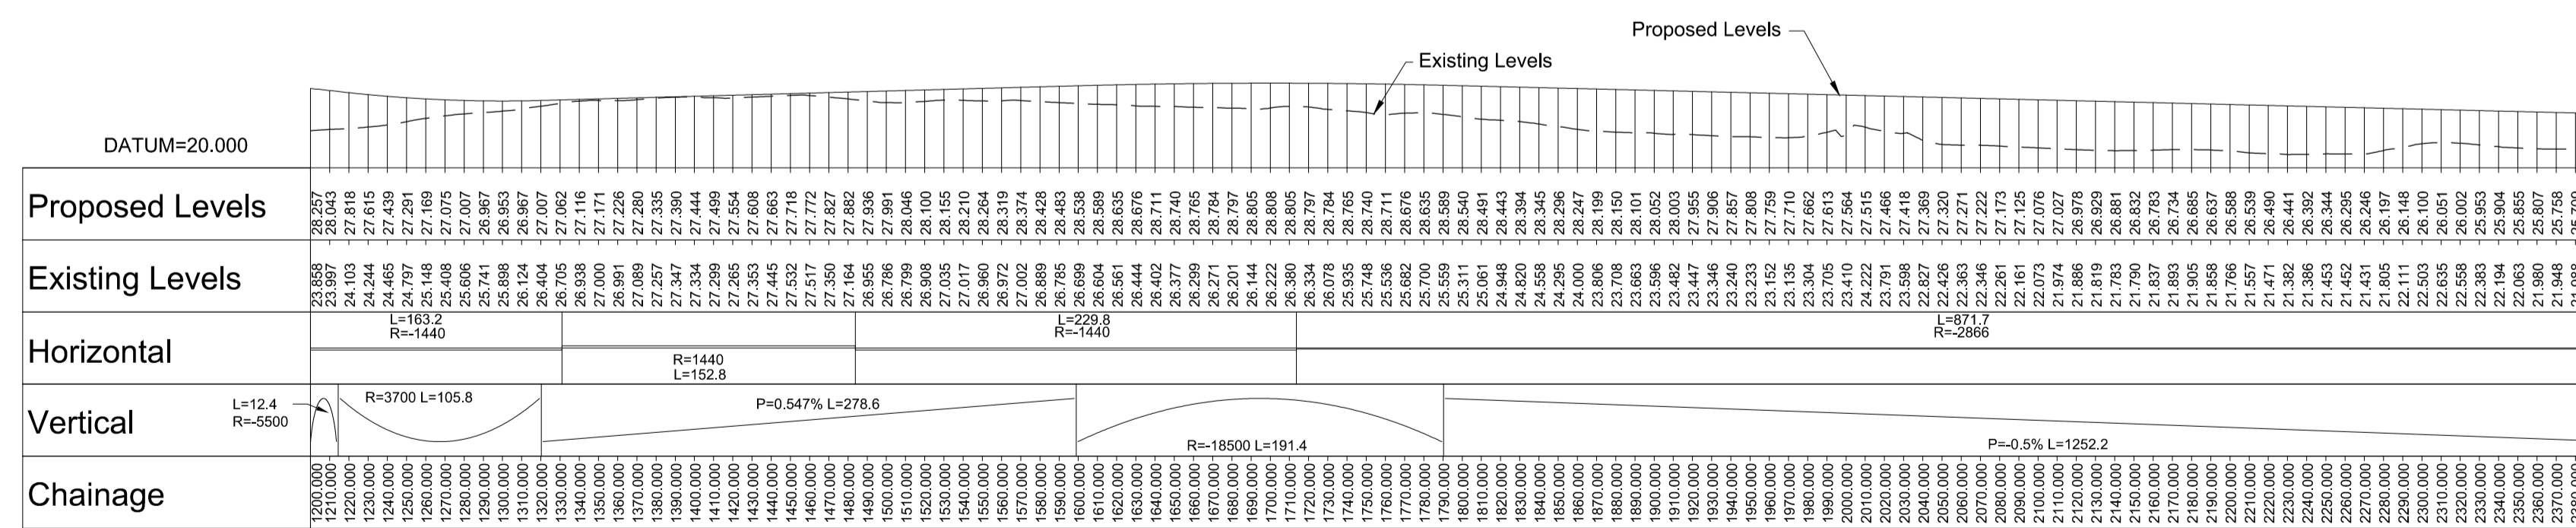 Proposed Levels
Existing Levels
DATUM=20.000
Proposed Levels 28.257 28.043 27.818 27.615 27.439 27.291 27.169 27.075 27.007 26.967 26.953 26.967 27.007 27.062 27.116 27.171 27.226 27.280 27.335 27.390 27.444 27.499 27.554 27.608 27.663 27.718 27.772 27.827 27.882 27.936 27.991 28.046 28.100 28.155 28.210 28.264 28.319 28.374 28.428 28.483 28.538 28.589 28.635 28.676 28.711 28.740 28.765 28.784 28.797 28.805 28.808 28.805 28.797 28.784 28.765 28.740 28.711 28.676 28.635 28.589 28.540 28.491 28.443 28.394 28.345 28.296 28.247 28.199 28.150 28.101 28.052 28.003 27.955 27.906 27.857 27.808 27.759 27.710 27.662 27.613 27.564 27.515 27.466 27.418 27.369 27.320 27.271 27.222 27.173 27.125 27.076 27.027 26.978 26.929 26.881 26.832 26.783 26.734 26.685 26.637 26.588 26.539 26.490 26.441 26.392 26.344 26.295 26.246 26.197 26.148 26.100 26.051 26.002 25.953 25.904 25.855 25.807 25.758
Existing Levels 23.858 23.997 24.103 24.244 24.465 24.797 25.148 25.408 25.606 25.741 25.898 26.124 26.404 26.705 26.938 27.000 26.991 27.089 27.257 27.347 27.334 27.299 27.265 27.353 27.445 27.532 27.517 27.350 27.164 26.955 26.786 26.799 26.908 27.035 27.017 26.960 26.972 27.002 26.889 26.785 26.699 26.604 26.561 26.444 26.402 26.377 26.299 26.271 26.201 26.144 26.222 26.380 26.334 26.078 25.935 25.748 25.536 25.682 25.700 25.559 25.311 25.061 24.948 24.820 24.558 24.295 24.000 23.806 23.708 23.663 23.596 23.482 23.447 23.346 23.240 23.233 23.152 23.135 23.304 23.705 23.410 24.222 23.791 23.598 22.827 22.426 22.363 22.346 22.261 22.161 22.073 21.974 21.886 21.819 21.783 21.790 21.837 21.893 21.905 21.858 21.766 21.557 21.471 21.382 21.386 21.453 21.452 21.431 21.805 22.111 22.503 22.635 22.558 22.383 22.194 22.063 21.980 21.948
Horizontal
L=163.2
R=-1440
R=1440
L=152.8
L=229.8
R=-1440
L=871.7
R=-2866
Vertical
L=12.4
R=-5500
R=3700 L=105.8
P=0.547% L=278.6
R=-18500 L=191.4
P=-0.5% L=1252.2
Chainage 1200.000 1210.000 1220.000 1230.000 1240.000 1250.000 1260.000 1270.000 1280.000 1290.000 1300.000 1310.000 1320.000 1330.000 1340.000 1350.000 1360.000 1370.000 1380.000 1390.000 1400.000 1410.000 1420.000 1430.000 1440.000 1450.000 1460.000 1470.000 1480.000 1490.000 1500.000 1510.000 1520.000 1530.000 1540.000 1550.000 1560.000 1570.000 1580.000 1590.000 1600.000 1610.000 1620.000 1630.000 1640.000 1650.000 1660.000 1670.000 1680.000 1690.000 1700.000 1710.000 1720.000 1730.000 1740.000 1750.000 1760.000 1770.000 1780.000 1790.000 1800.000 1810.000 1820.000 1830.000 1840.000 1850.000 1860.000 1870.000 1880.000 1890.000 1900.000 1910.000 1920.000 1930.000 1940.000 1950.000 1960.000 1970.000 1980.000 1990.000 2000.000 2010.000 2020.000 2030.000 2040.000 2050.000 2060.000 2070.000 2080.000 2090.000 2100.000 2110.000 2120.000 2130.000 2140.000 2150.000 2160.000 2170.000 2180.000 2190.000 2200.000 2210.000 2220.000 2230.000 2240.000 2250.000 2260.000 2270.000 2280.000 2290.000 2300.000 2310.000 2320.000 2330.000 2340.000 2350.000 2360.000 2370.000